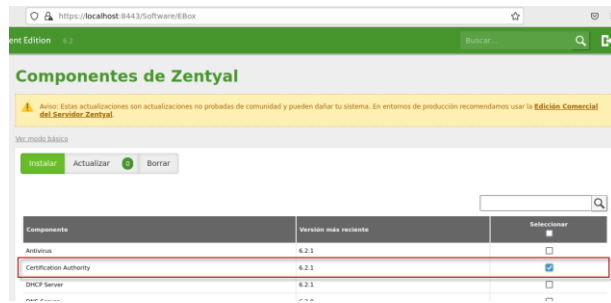 https://localhost:8443/Software/EBox
ent Edition 6.2
Buscar...
Componentes de Zentyal
Aviso: Estas actualizaciones son actualizaciones no probadas de comunidad y pueden dañar tu sistema. En entornos de producción recomendamos usar la Edición Comercial
del Servidor Zentyal.
Ver modo básico
Instalar Actualizar 0 Borrar
Componente Versión más reciente Seleccionar
Antivirus 6.2.1
Certification Authority 6.2.1
DHCP Server 6.2.1